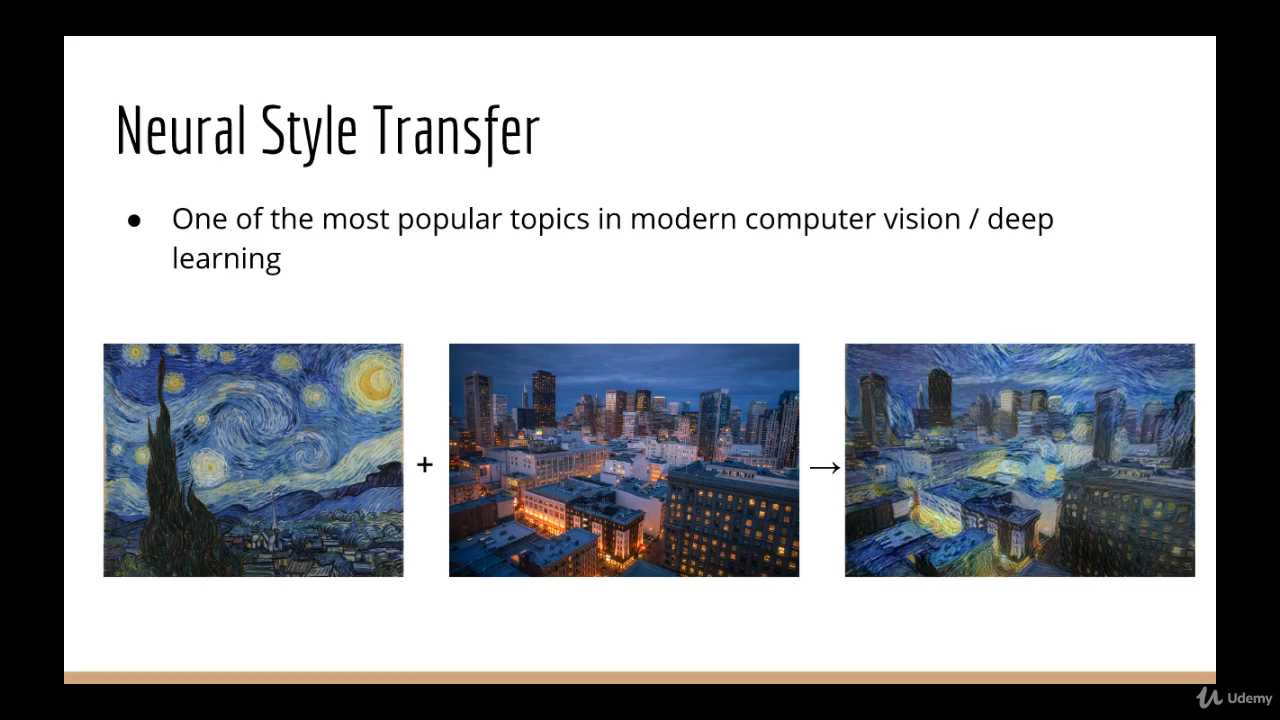 Neural Style Transfer
● One of the most popular topics in modern computer vision / deep
learning
+
→
Udemy